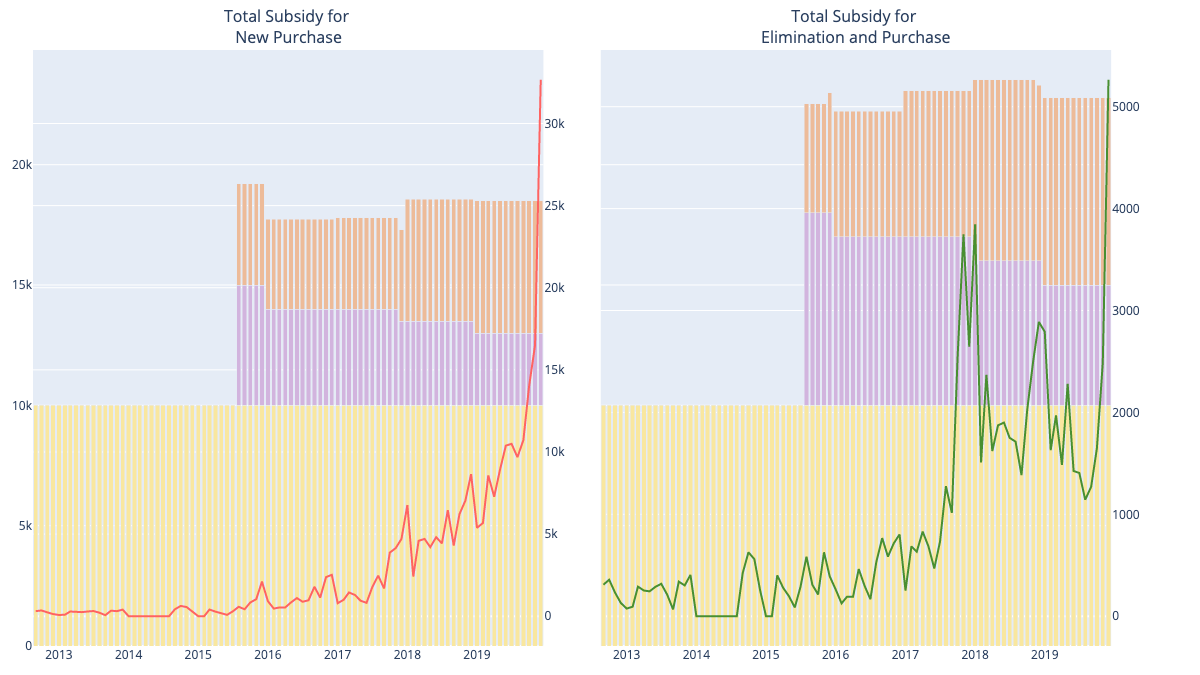 Total Subsidy for
New Purchase
Total Subsidy for
Elimination and Purchase
30k
5000
20k
25k
4000
15k
20k
3000
15k
10k
2000
10k
5k
5k
1000
0
0
0
2013 2014 2015 2016 2017 2018 2019
2013 2014 2015 2016 2017 2018 2019